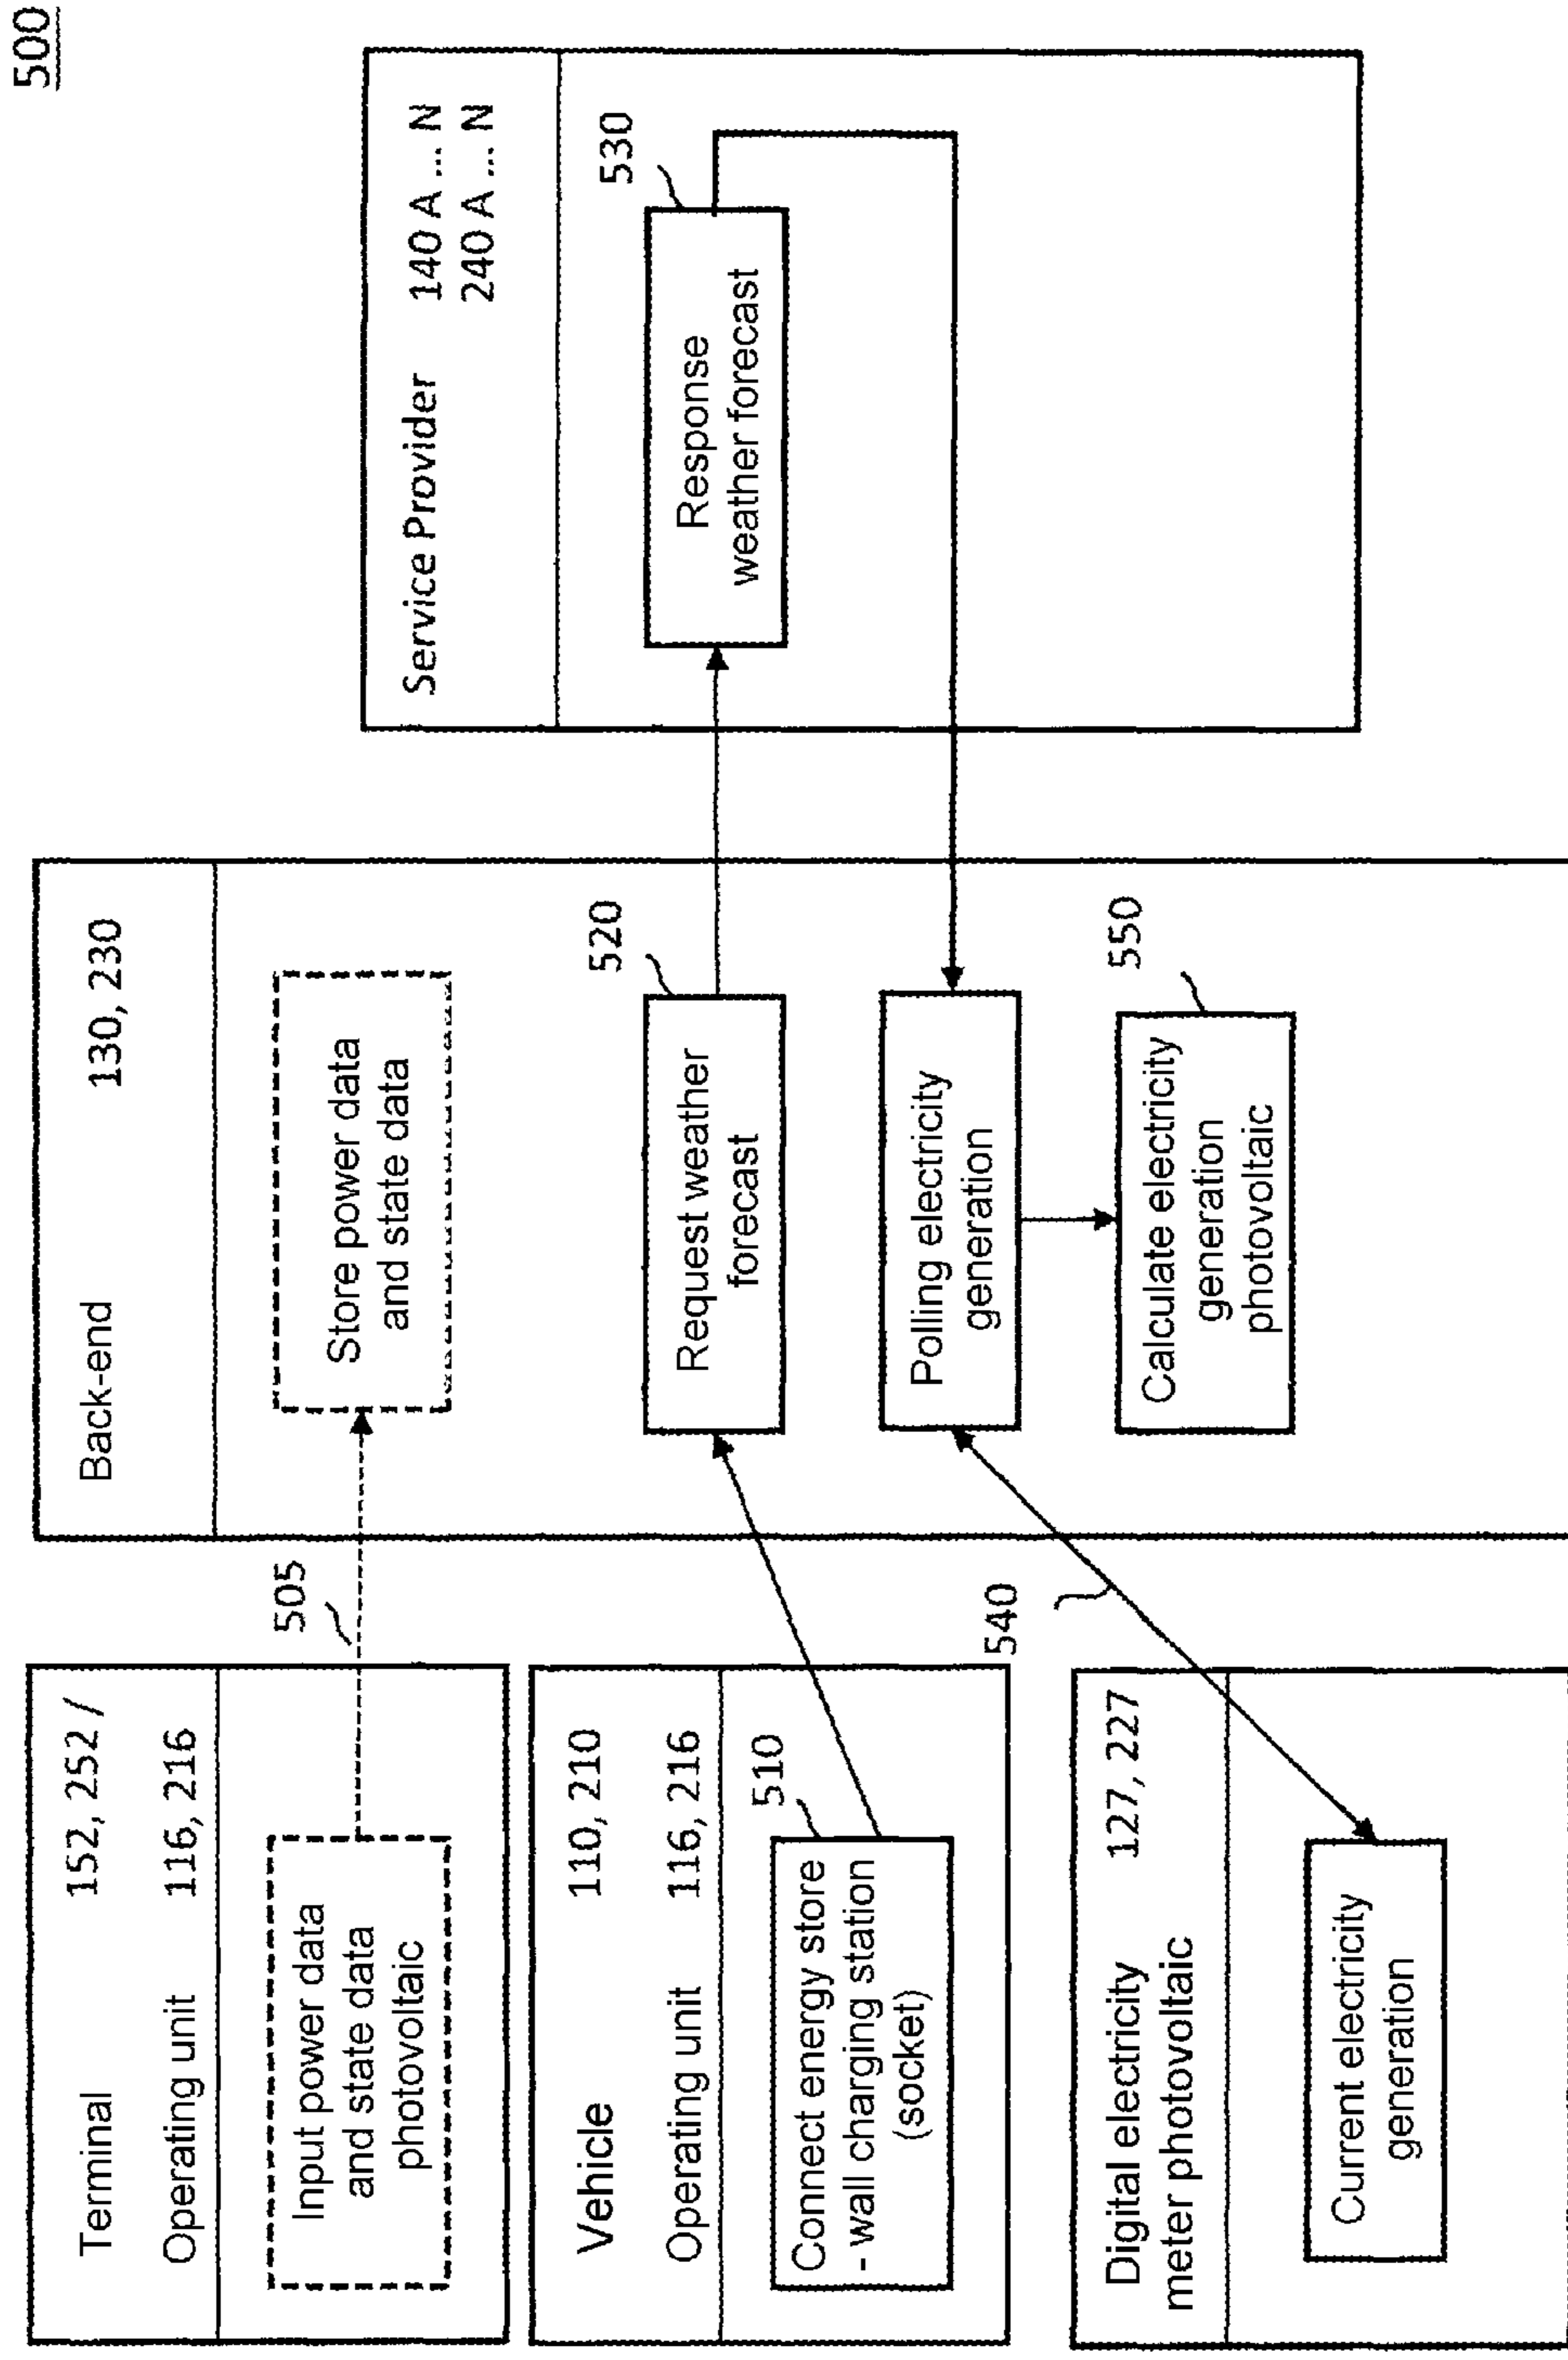 500
Terminal 152, 252 /
Operating unit 116, 216
Input power data
and state data
photovoltaic
505
Vehicle 110, 210
Operating unit 116, 216
510
Connect energy store
- wall charging station
(socket)
540
Digital electricity
meter photovoltaic
127, 227
Current electricity
generation
Back-end 130, 230
Store power data
and state data
520
Request weather
forecast
Polling electricity
generation
550
Calculate electricity
generation
photovoltaic
Service Provider 140 A ... N
240 A ... N
530
Response
weather forecast